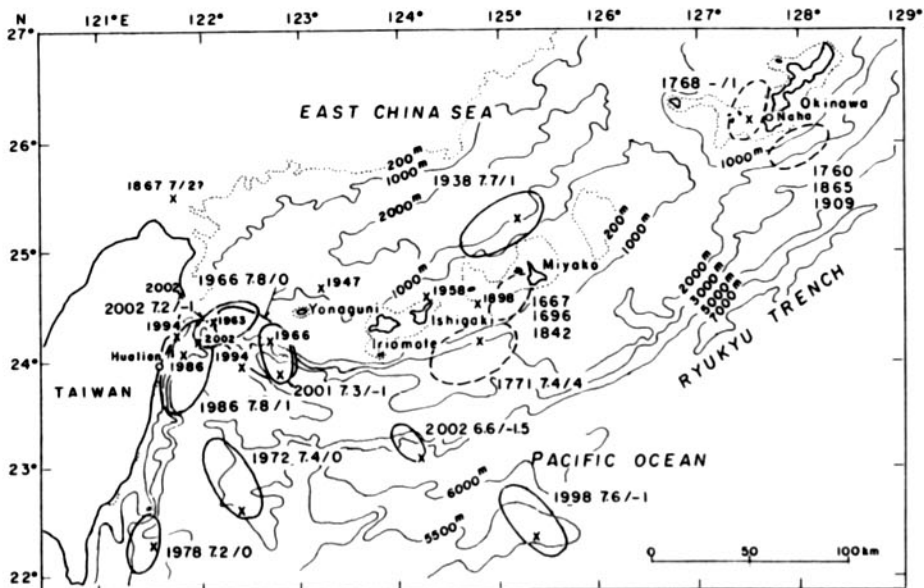 N
121°E
122°
123°
124°
125°
126°
127°
128°
129°
27°
26°
25°
24°
23°
22°
1768 -/1
Okinawa
Naha
EAST CHINA SEA
200m
1000m
2000m
1000m
1760
1865
1909
1867 7/2?
1938 7.7/1
200m
1000m
2000m
3000m
5000m
7000m
RYUKYU TRENCH
1966 7.8/0
1947
2002
2002 7.2/-1
1000m
1958
1898
Miyako
1667
1696
1842
Yonaguni
Ishigaki
Iriomote
1994
1963
2002
1966
Hualien
1986
1994
TAIWAN
2001 7.3/-1
1771 7.4/4
1986 7.8/1
2002 6.6/-1.5
1972 7.4/0
PACIFIC OCEAN
6000m
1998 7.6/-1
5500m
1978 7.2/0
0
50
100 km